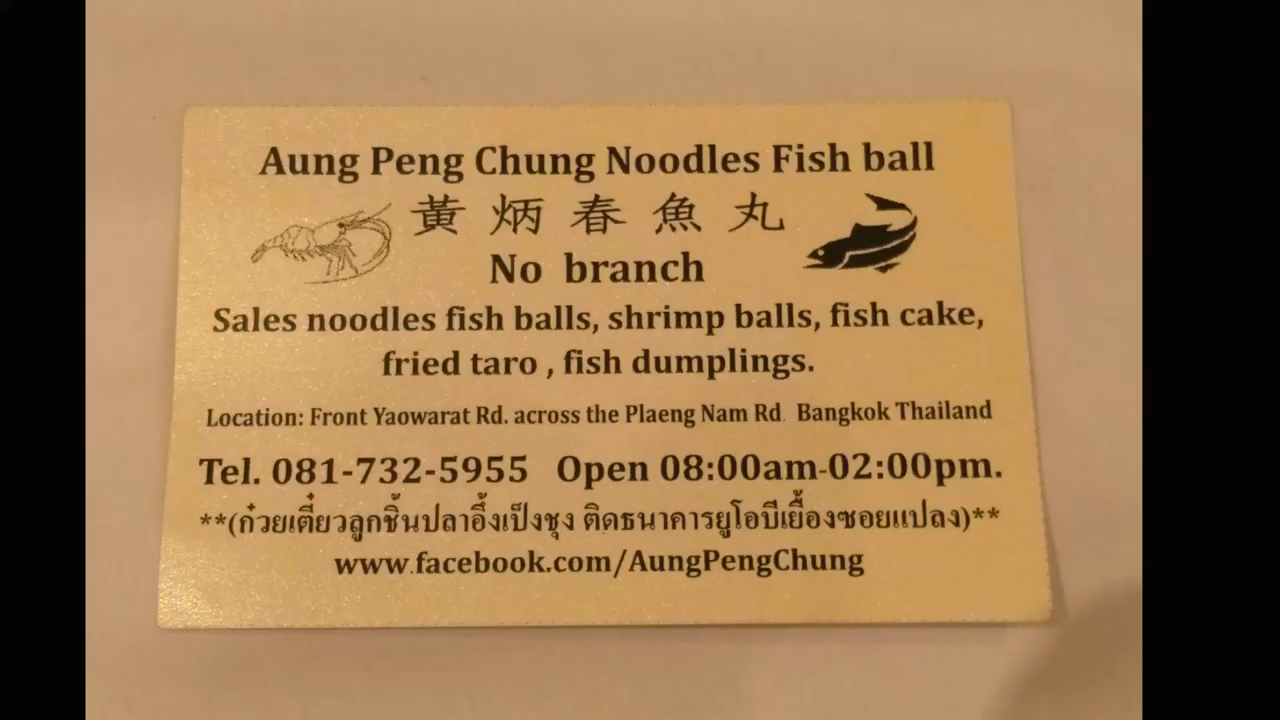 Aung Peng Chung Noodles Fish ball
黃 炳 春 魚 丸
No branch
Sales noodles fish balls, shrimp balls, fish cake,
fried taro , fish dumplings.
Location: Front Yaowarat Rd. across the Plaeng Nam Rd. Bangkok Thailand
Tel. 081-732-5955 Open 08:00am-02:00pm.
**(ก๋วยเตี๋ยวลูกชิ้นปลาอึ้งเป็งชุง ติดธนาคารยูโอบีเยื้องซอยแปลง)**
www.facebook.com/AungPengChung